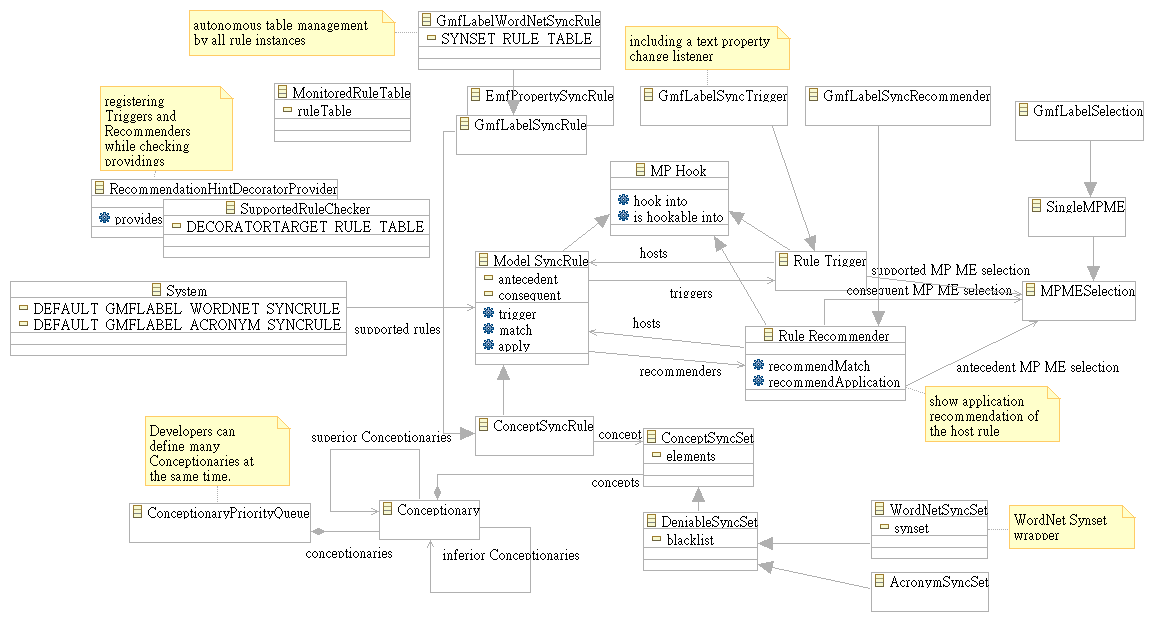 autonomous table management
by all rule instances
GmfLabelWordNetSyncRule
SYNSET RULE TABLE
including a text property
change listener
registering
Triggers and
Recommenders
while checking
providings
MonitoredRuleTable
ruleTable
EmfPropertySyncRule
GmfLabelSyncRule
GmfLabelSyncTrigger
GmfLabelSyncRecommender
GmfLabelSelection
MP Hook
hook into
is hookable into
RecommendationHintDecoratorProvider
provides
SupportedRuleChecker
DECORATORTARGET RULE TABLE
SingleMPME
Model SyncRule
antecedent
consequent
trigger
match
apply
hosts
triggers
Rule Trigger
supported MP ME selection
consequent MP ME selection
MPMESelection
System
DEFAULT GMFLABEL WORDNET SYNCRULE
DEFAULT GMFLABEL ACRONYM SYNCRULE
supported rules
hosts
recommenders
Rule Recommender
recommendMatch
recommendApplication
antecedent MP ME selection
show application
recommendation of
the host rule
Developers can
define many
Conceptionaries at
the same time.
superior Conceptionaries
ConceptSyncRule
concept
ConceptSyncSet
elements
concepts
ConceptionaryPriorityQueue
conceptionaries
Conceptionary
inferior Conceptionaries
DeniableSyncSet
blacklist
WordNetSyncSet
synset
WordNet Synset
wrapper
AcronymSyncSet